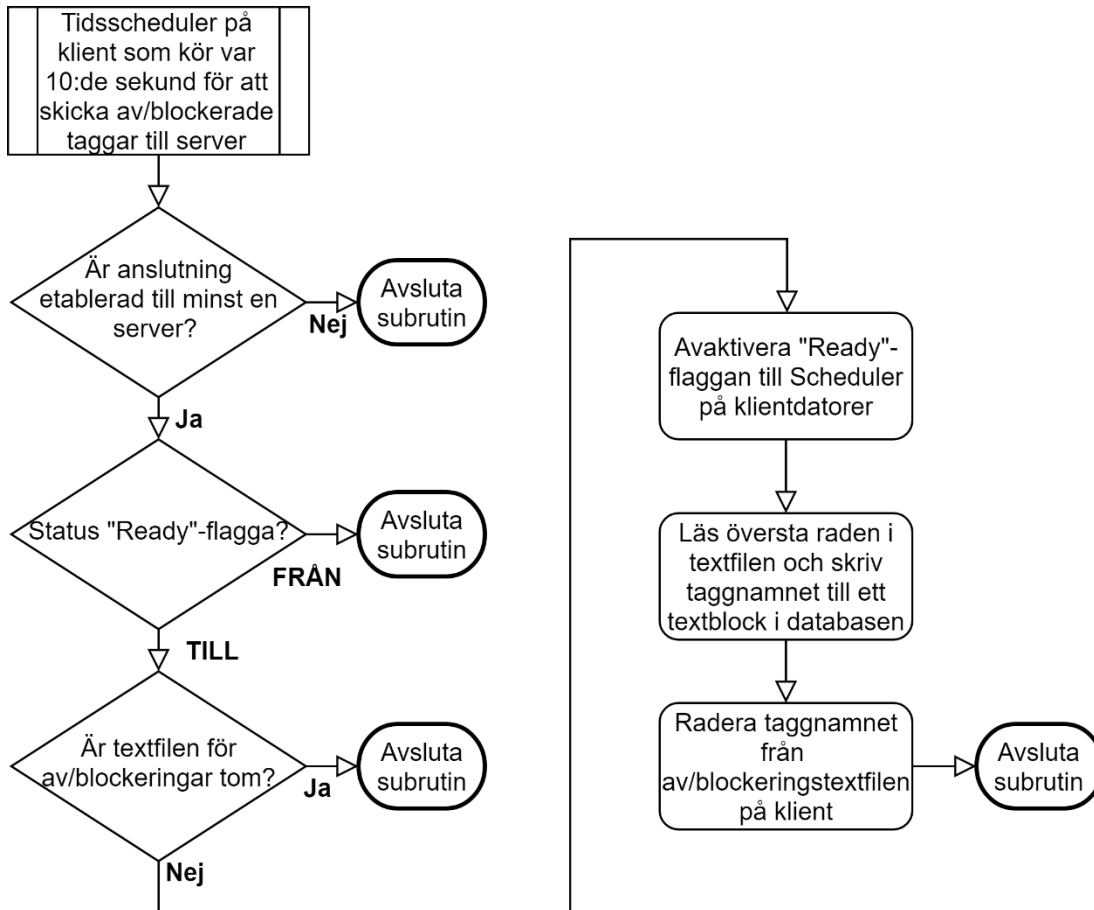 Tidsscheduler på
klient som kör var
10:de sekund för att
skicka av/blockerade
taggar till server
Är anslutning
etablerad till minst en
server?
Nej
Avsluta
subrutin
Ja
Status "Ready"-flagga?
FRÅN
Avsluta
subrutin
TILL
Är textfilen för
av/blockeringar tom?
Ja
Avsluta
subrutin
Nej
Avaktivera "Ready"-
flaggan till Scheduler
på klientdatorer
Läs översta raden i
textfilen och skriv
taggnamnet till ett
textblock i databasen
Radera taggnamnet
från
av/blockeringstextfilen
på klient
Avsluta
subrutin